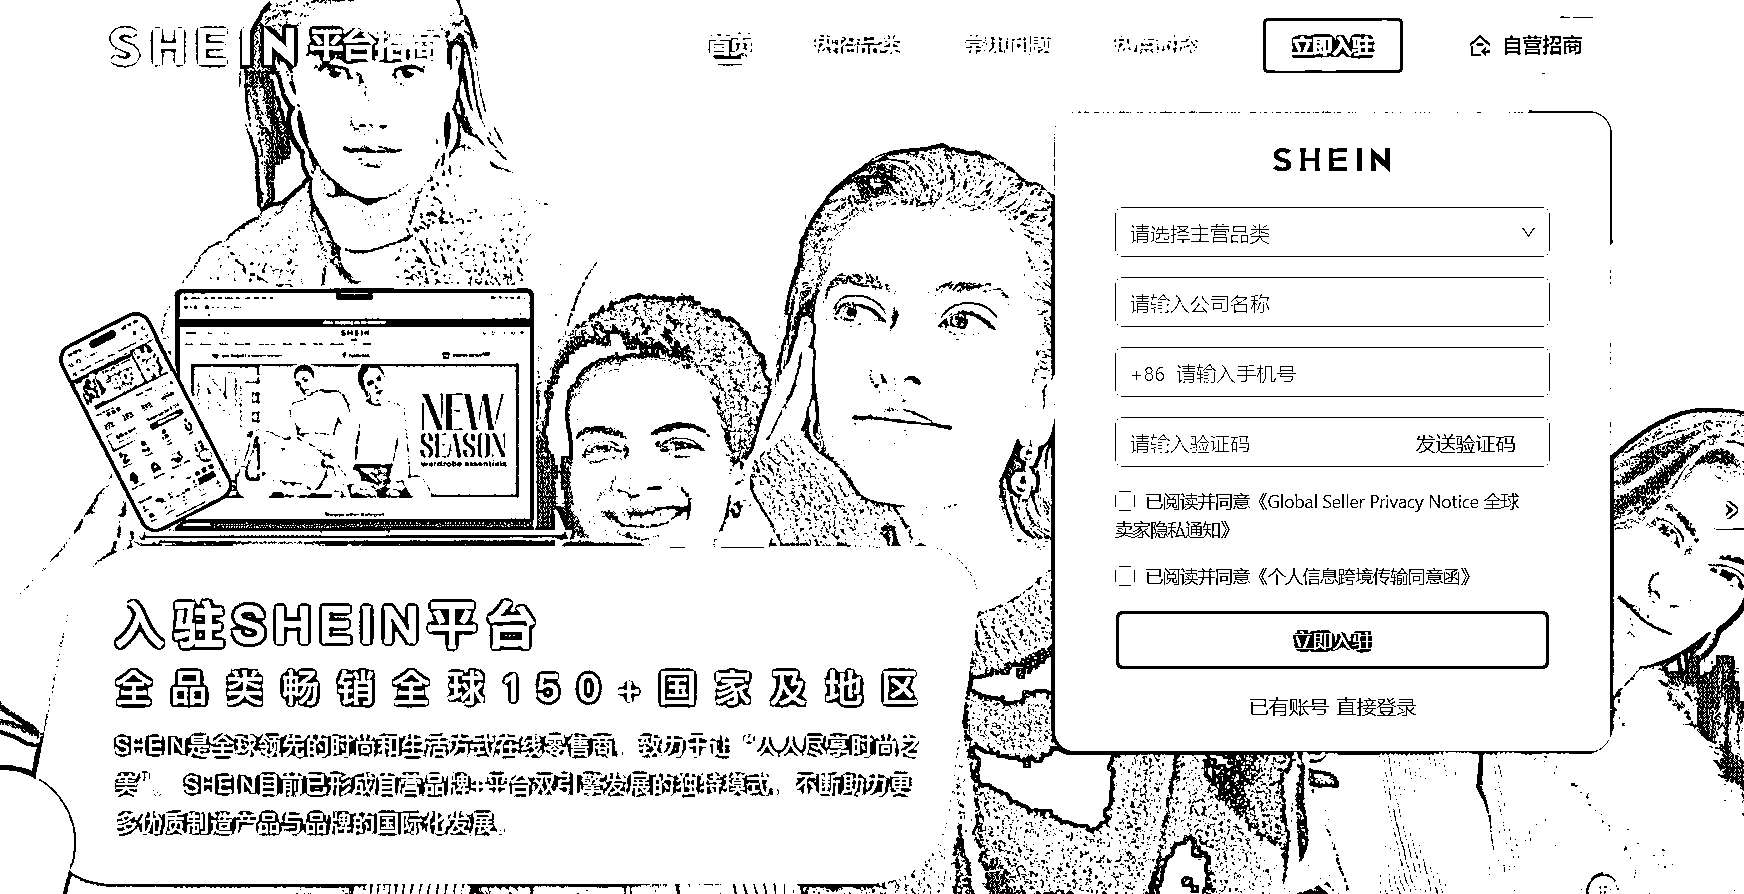 SHEIN 平台招商
首页 热招品类 常见问题 热点动态 立即入驻 自营招商
SHEIN
请选择主营品类
请输入公司名称
+86 请输入手机号
请输入验证码 发送验证码
已阅读并同意《Global Seller Privacy Notice 全球
卖家隐私通知》
已阅读并同意《个人信息跨境传输同意函》
立即入驻
已有账号 直接登录
SHEIN
NEW
SEASON
wardrobe essentials
入驻SHEIN平台
全品类畅销全球150+国家及地区
SHEIN是全球领先的时尚和生活方式在线零售商，致力于让“人人尽享时尚之
美”。 SHEIN目前已形成自营品牌+平台双引擎发展的独特模式，不断助力更
多优质制造产品与品牌的国际化发展。